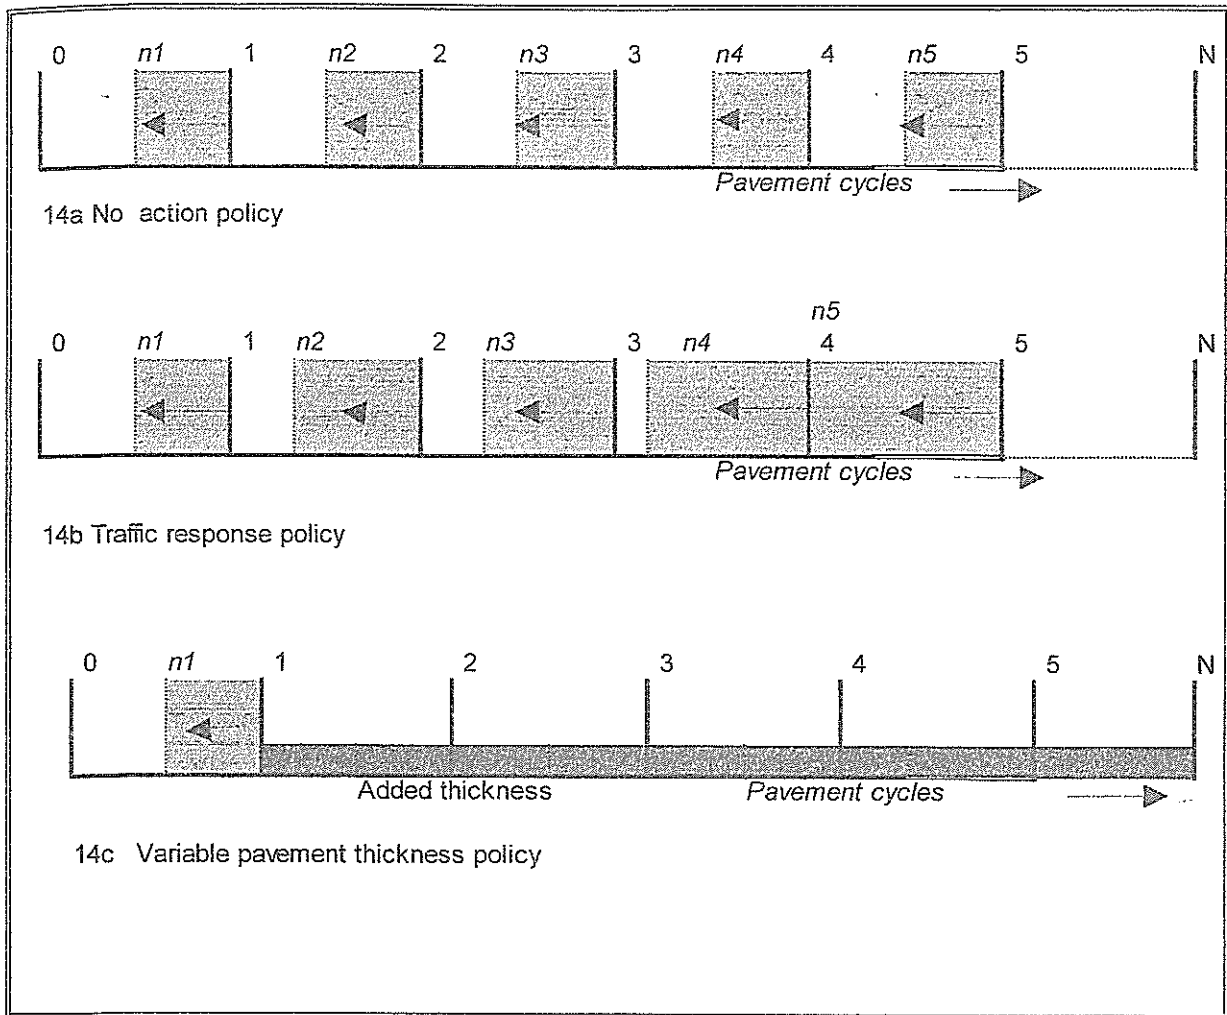 0 n1 1 n2 2 n3 3 n4 4 n5 5 N
Pavement cycles
14a No action policy
n5
0 n1 1 n2 2 n3 3 n4 4 5 N
Pavement cycles
14b Traffic response policy
0 n1 1 2 3 4 5 N
Added thickness Pavement cycles
14c Variable pavement thickness policy